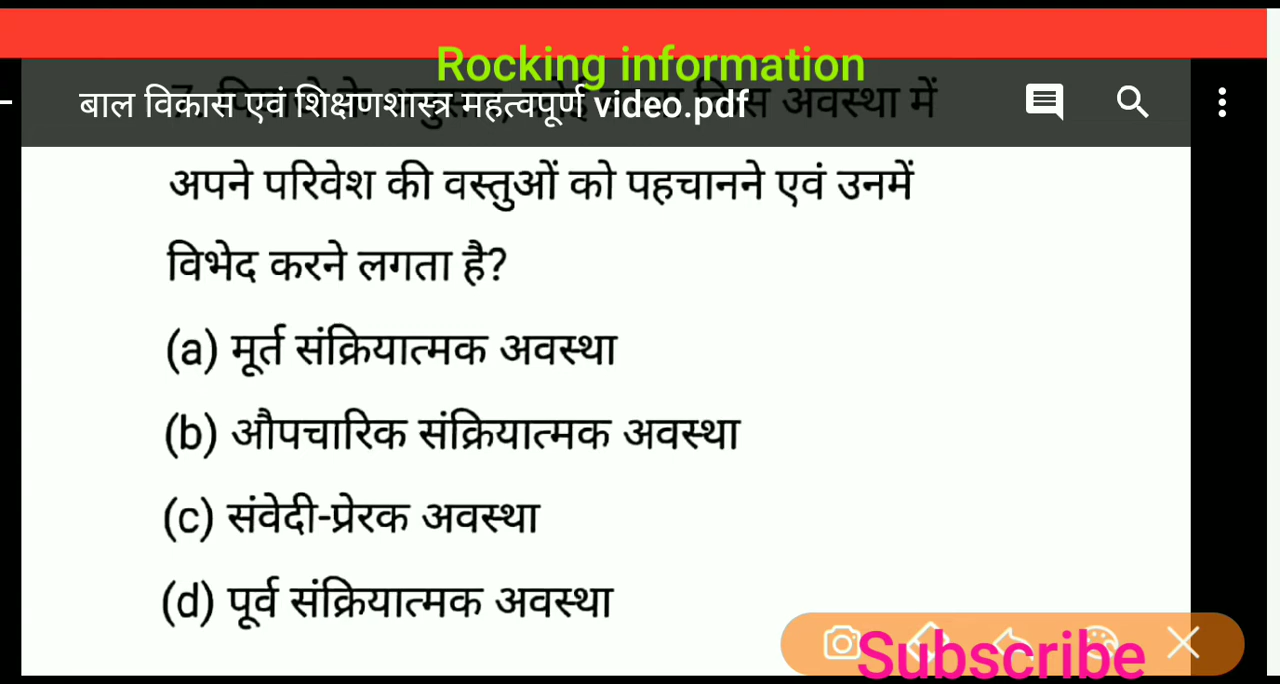 Rocking information
बाल विकास एवं शिक्षणशास्त्र महत्वपूर्ण video.pdf
अवस्था में
अपने परिवेश की वस्तुओं को पहचानने एवं उनमें
विभेद करने लगता है?
(a) मूर्त संक्रियात्मक अवस्था
(b) औपचारिक संक्रियात्मक अवस्था
(c) संवेदी-प्रेरक अवस्था
(d) पूर्व संक्रियात्मक अवस्था
Subscribe